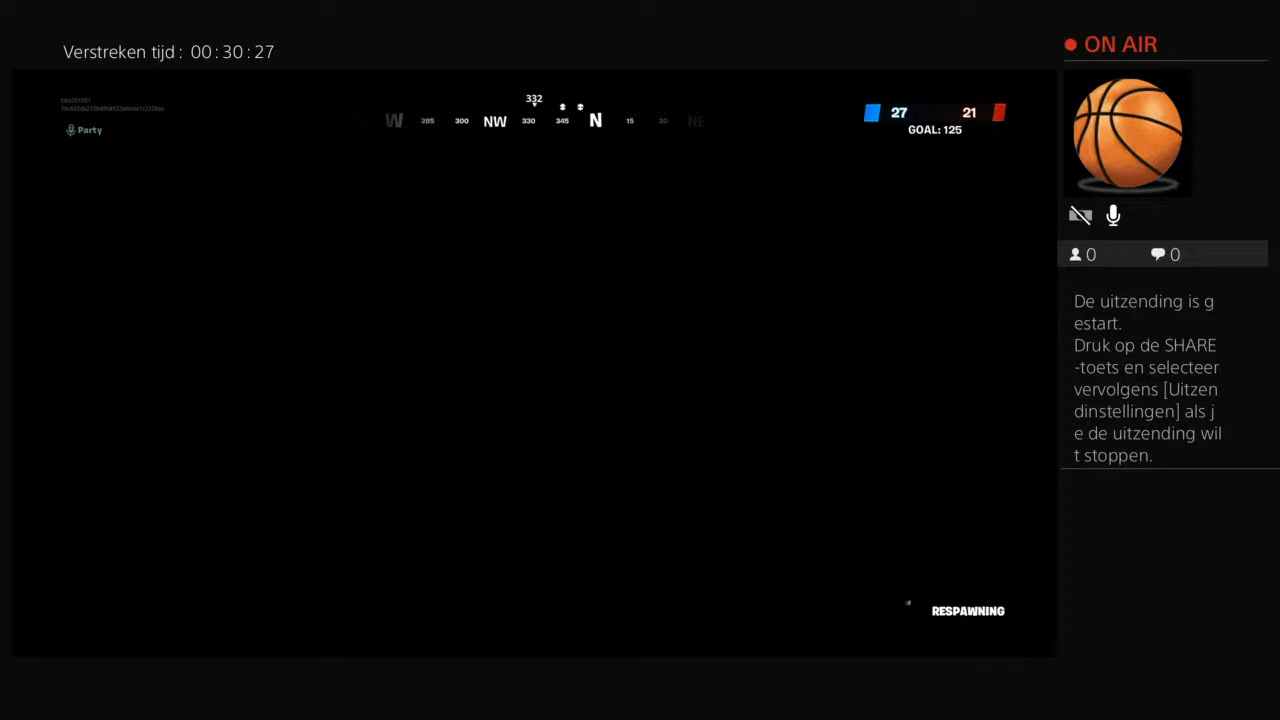 Verstreken tijd: 00:30:27
ON AIR
Party
332
W 285 300 NW 330 345 N 15 30 NE
27 21
GOAL: 125
0 0
De uitzending is g
estart.
Druk op de SHARE
-toets en selecteer
vervolgens [Uitzen
dinstellingen] als j
e de uitzending wil
t stoppen.
RESPAWNING